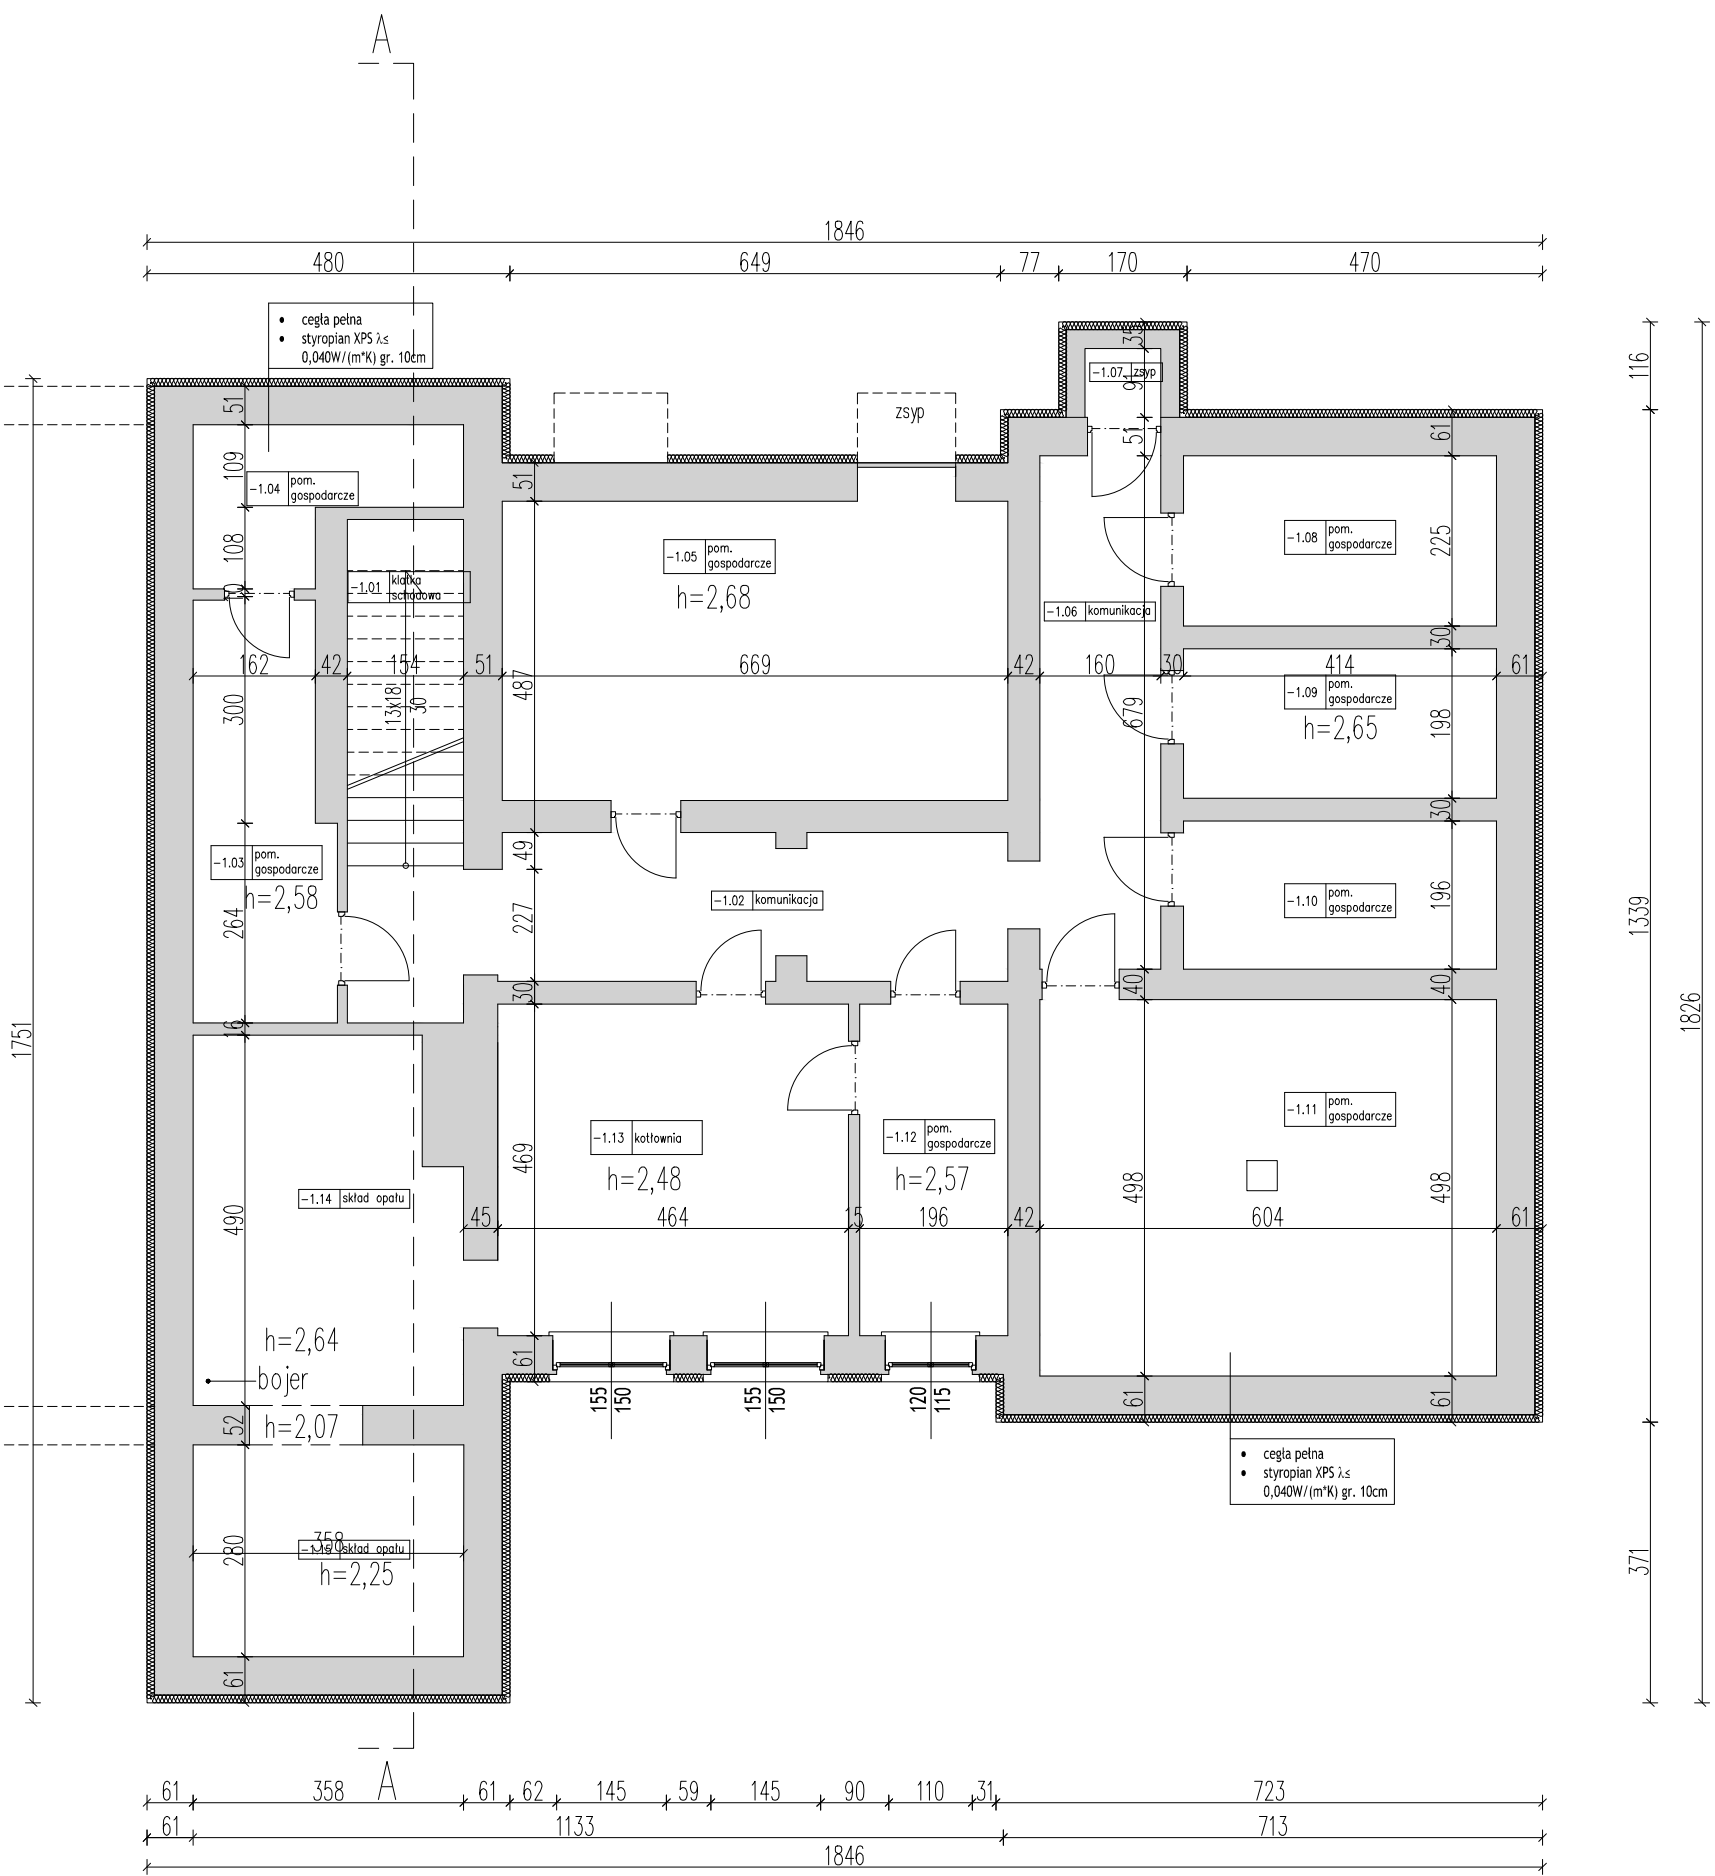 A
1846
480 649 77 170 470
cegła pełna
styropian XPS λ≤
0,040W/(m*K) gr. 10cm
35
-1.07 zsyp
91
116
51
zsyp
51
61
109
-1.04 pom.
gospodarcze
51
108
-1.05 pom.
gospodarcze
h=2,68
-1.08 pom.
gospodarcze
225
-1.01 klatka
schodowa
-1.06 komunikacja
30
162 42 154 51 669 42 160 30 414 61
300
13x18
30
487
679
-1.09 pom.
gospodarcze
h=2,65
198
30
-1.03 pom.
gospodarcze
h=2,58
264
49
227
-1.02 komunikacja
-1.10 pom.
gospodarcze
196
1339
1826
1751
16
30
40
40
-1.13 kotłownia
h=2,48
-1.12 pom.
gospodarcze
h=2,57
-1.11 pom.
gospodarcze
469
498
498
-1.14 skład opału
490
45 464 15 196 42 604 61
h=2,64
bojer
61
155
150
155
150
120
115
61
61
52
h=2,07
cegła pełna
styropian XPS λ≤
0,040W/(m*K) gr. 10cm
280
358
-1.15 skład opału
h=2,25
371
61
A
61 358 61 62 145 59 145 90 110 31 723
61 1133 713
1846